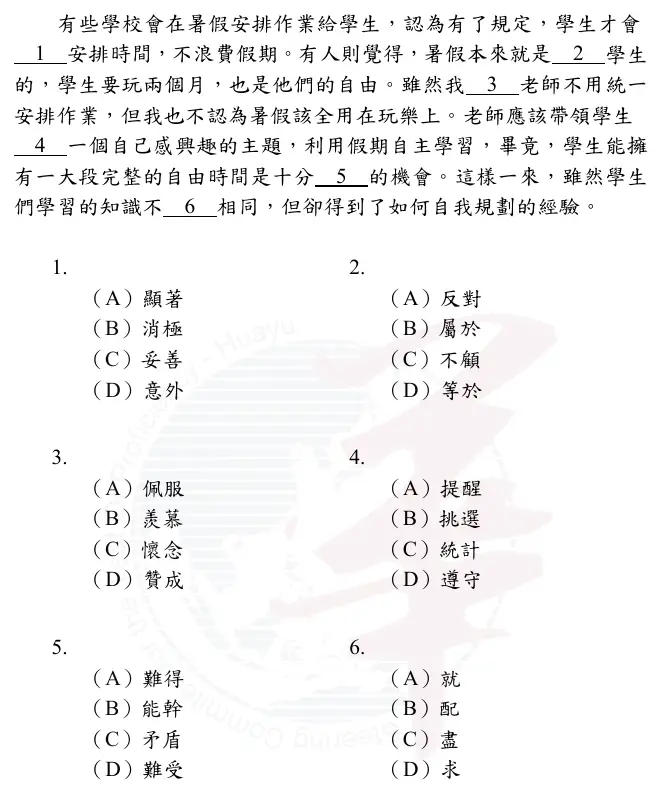 有些學校會在暑假安排作業給學生，認為有了規定，學生才會
1 安排時間，不浪費假期。有人則覺得，暑假本來就是 2 學生
的，學生要玩兩個月，也是他們的自由。雖然我 3 老師不用統一
安排作業，但我也不認為暑假該全用在玩樂上。老師應該帶領學生
4 一個自己感興趣的主題，利用假期自主學習，畢竟，學生能擁
有一大段完整的自由時間是十分 5 的機會。這樣一來，雖然學生
們學習的知識不 6 相同，但卻得到了如何自我規劃的經驗。
1.
（A）顯著
（B）消極
（C）妥善
（D）意外
2.
（A）反對
（B）屬於
（C）不顧
（D）等於
3.
（A）佩服
（B）羨慕
（C）懷念
（D）贊成
4.
（A）提醒
（B）挑選
（C）統計
（D）遵守
5.
（A）難得
（B）能幹
（C）矛盾
（D）難受
6.
（A）就
（B）配
（C）盡
（D）求